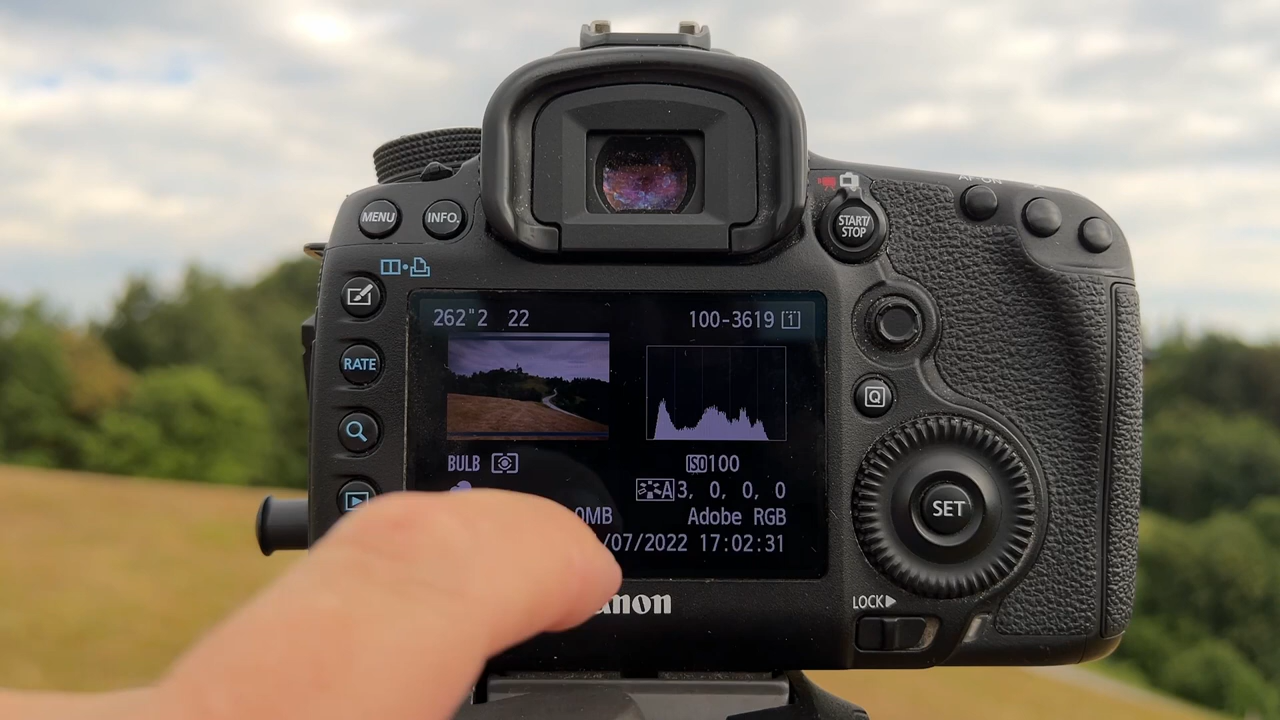 MENU
INFO.
START/
STOP
RATE
262"2 22
100-3619 1
BULB
ISO100
A 3, 0, 0, 0
0MB
Adobe RGB
/07/2022 17:02:31
Q
SET
LOCK
anon